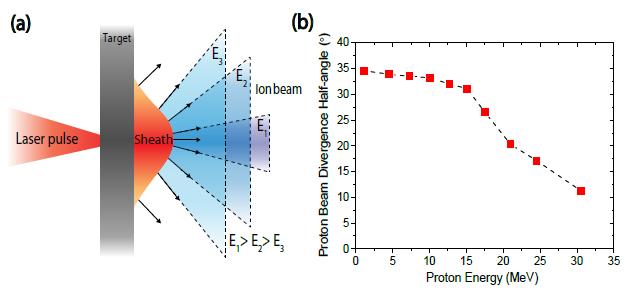 (a)
Target
E3
E2
Ion beam
E1
Laser pulse
Sheath
E1> E2> E3
(b)
Proton Beam Divergence Half-angle (°)
40
35
30
25
20
15
10
5
0
0 5 10 15 20 25 30 35
Proton Energy (MeV)